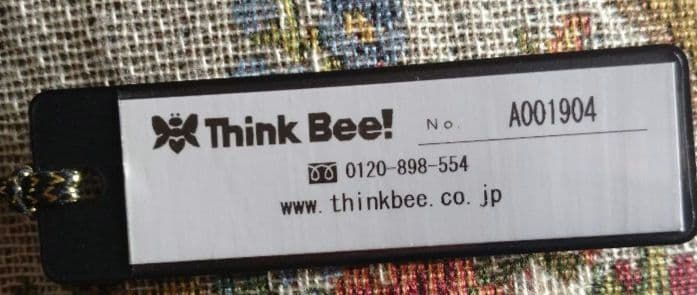 Think Bee! No. A001904
0120-898-554
www.thinkbee.co.jp